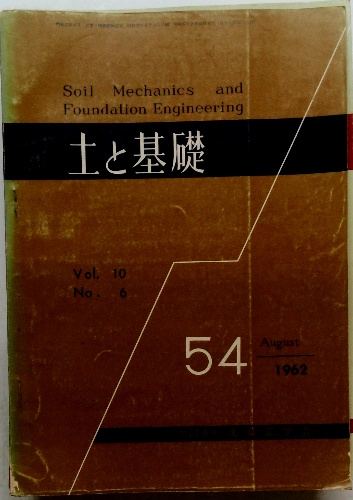 Soil Mechanics and
Foundation Engineering
土と基礎
Vol. 10
No. 6
54
August
1962